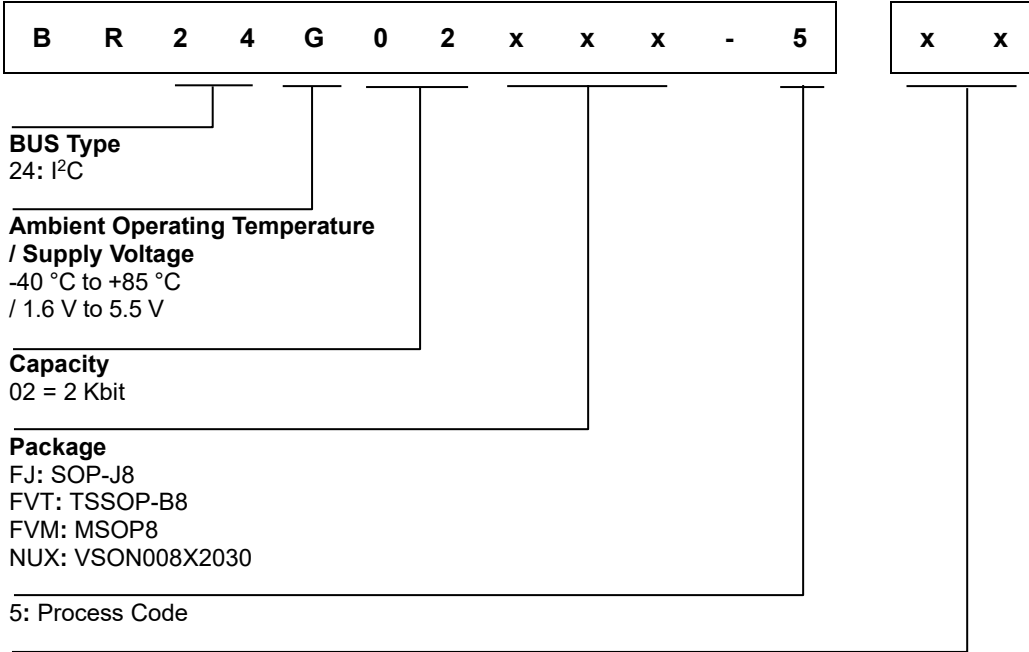 B R 2 4 G 0 2 x x x - 5 x x
BUS Type
24: I²C
Ambient Operating Temperature
/ Supply Voltage
-40 °C to +85 °C
/ 1.6 V to 5.5 V
Capacity
02 = 2 Kbit
Package
FJ: SOP-J8
FVT: TSSOP-B8
FVM: MSOP8
NUX: VSON008X2030
5: Process Code